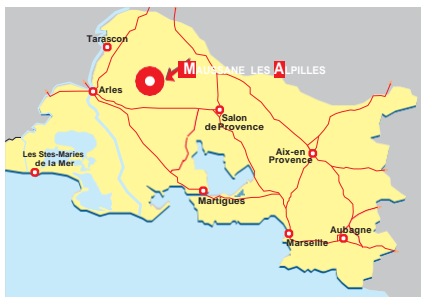 Tarascon
MAUSSANE LES ALPILLES
Arles
Salon
de Provence
Aix-en
Provence
Les Stes-Maries
de la Mer
Martigues
Aubagne
Marseille